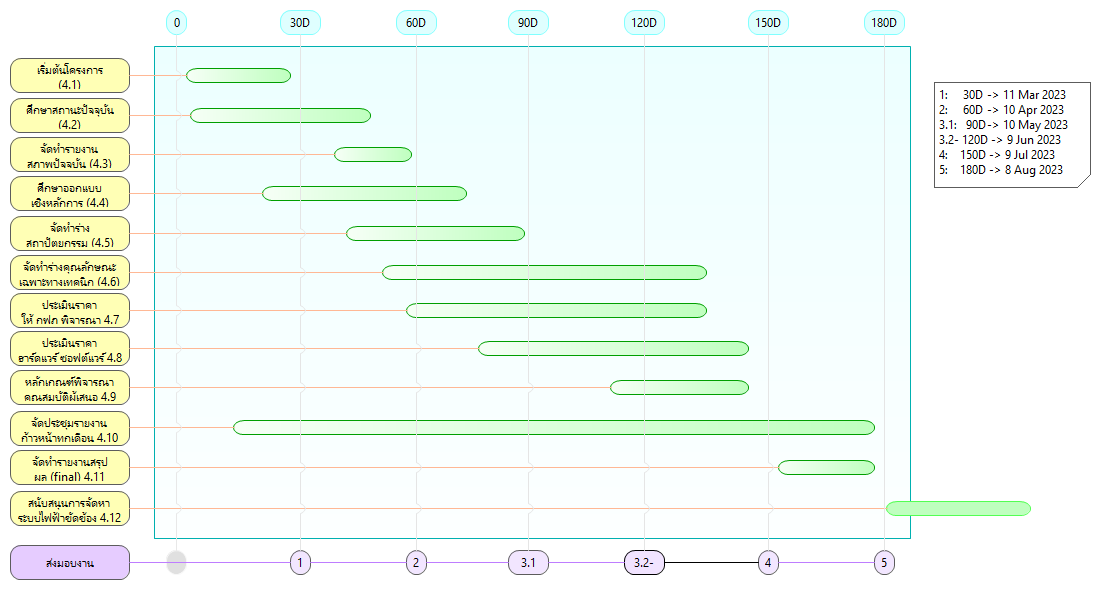 0 30D 60D 90D 120D 150D 180D
เริ่มต้นโครงการ
(4.1)
ศึกษาสถานะปัจจุบัน
(4.2)
จัดทำรายงาน
สภาพปัจจุบัน (4.3)
ศึกษาออกแบบ
เชิงหลักการ (4.4)
จัดทำร่าง
สถาปัตยกรรม (4.5)
จัดทำร่างคุณลักษณะ
เฉพาะทางเทคนิก (4.6)
ประเมินราคา
ให้ กฟภ พิจารณา 4.7
ประเมินราคา
ฮาร์ดแวร์ ซอฟต์แวร์ 4.8
หลักเกณฑ์พิจารณา
คุณสมบัติผู้เสนอ 4.9
จัดประชุมรายงาน
ก้าวหน้าทุกเดือน 4.10
จัดทำรายงานสรุป
ผล (final) 4.11
สนับสนุนการจัดหา
ระบบไฟฟ้าขัดข้อง 4.12
ส่งมอบงาน 1 2 3.1 3.2- 4 5
1: 30D -> 11 Mar 2023
2: 60D -> 10 Apr 2023
3.1: 90D -> 10 May 2023
3.2- 120D -> 9 Jun 2023
4: 150D -> 9 Jul 2023
5: 180D -> 8 Aug 2023